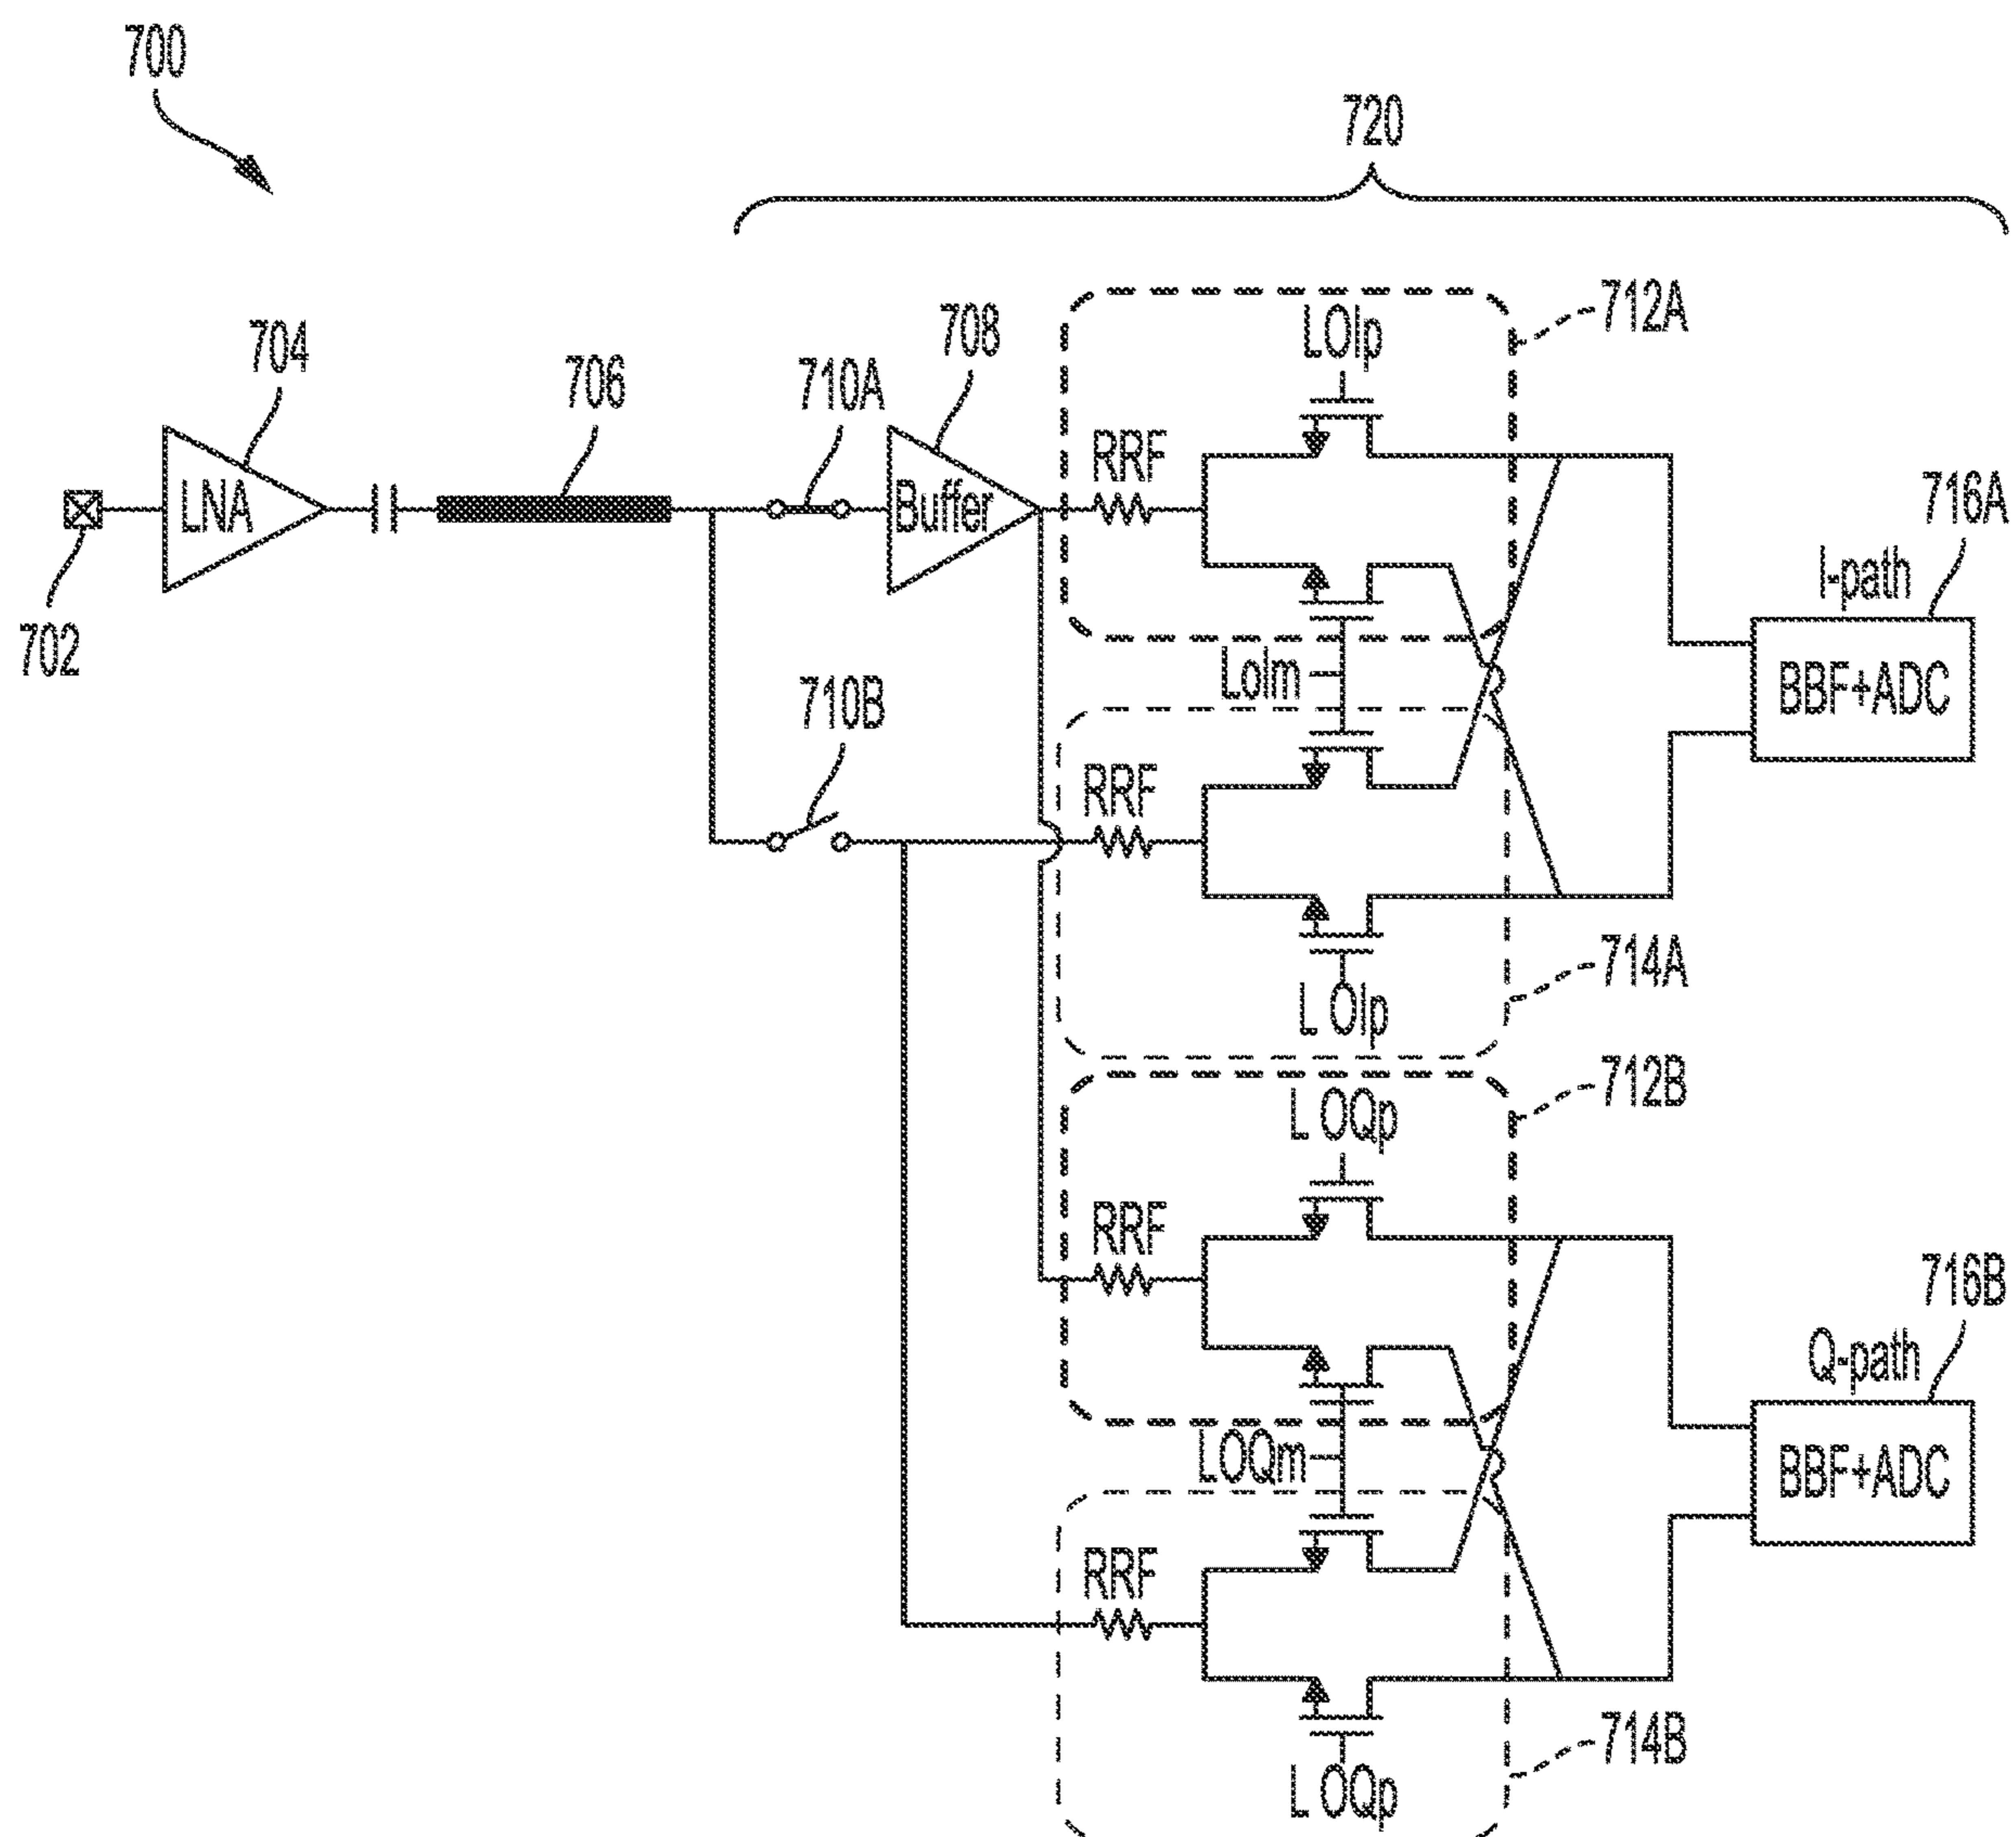 700
720
704
706
710A
708
LNA
Buffer
702
710B
712A
LOIp
RRF
LoIm
RRF
L OIp
714A
I-path
716A
BBF+ADC
712B
L OQp
RRF
LOQm
RRF
L OQp
714B
Q-path
716B
BBF+ADC